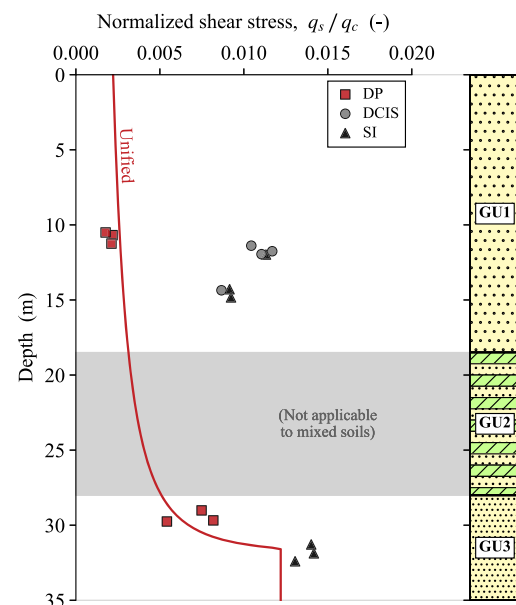 Normalized shear stress, qs / qc (-)
0.000 0.005 0.010 0.015 0.020
0
5
10
15
20
25
30
35
Depth (m)
Unified
DP
DCIS
SI
(Not applicable
to mixed soils)
GU1
GU2
GU3